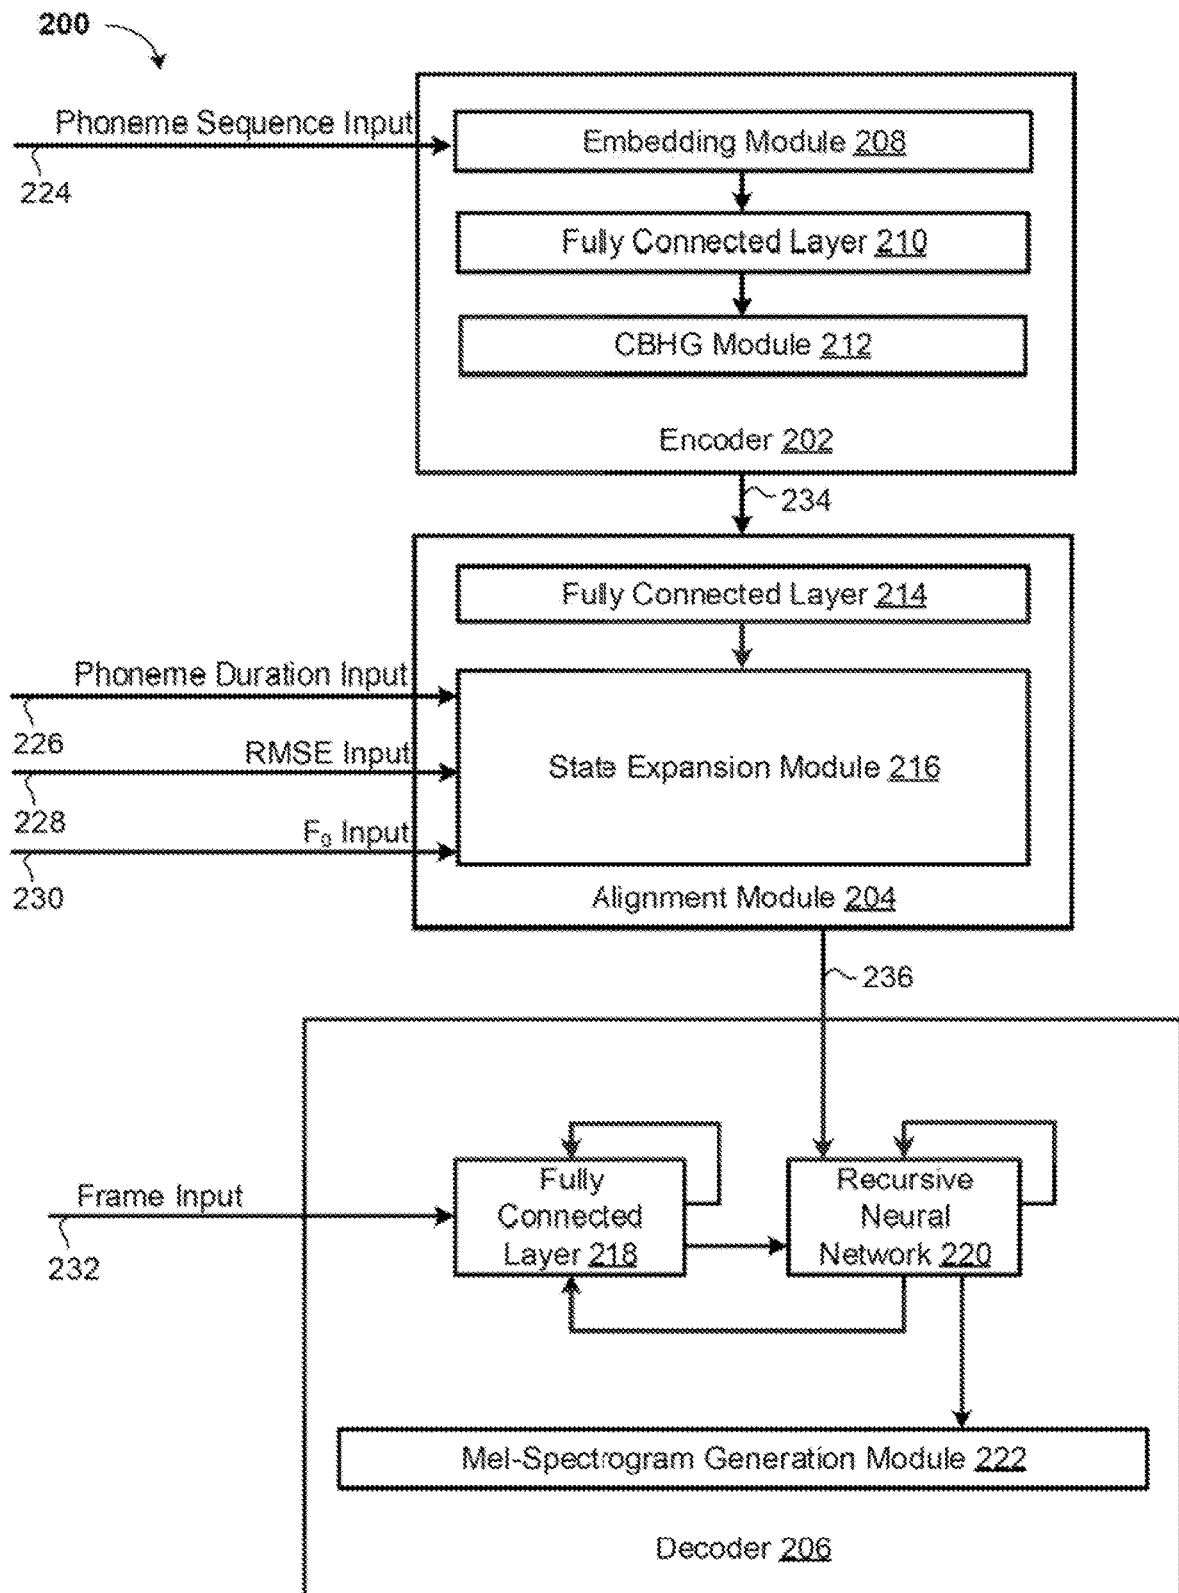 200
Phoneme Sequence Input
224
Embedding Module 208
Fully Connected Layer 210
CBHG Module 212
Encoder 202
234
Fully Connected Layer 214
Phoneme Duration Input
226
RMSE Input
228
State Expansion Module 216
F₀ Input
230
Alignment Module 204
236
Frame Input
232
Fully
Connected
Layer 218
Recursive
Neural
Network 220
Mel-Spectrogram Generation Module 222
Decoder 206